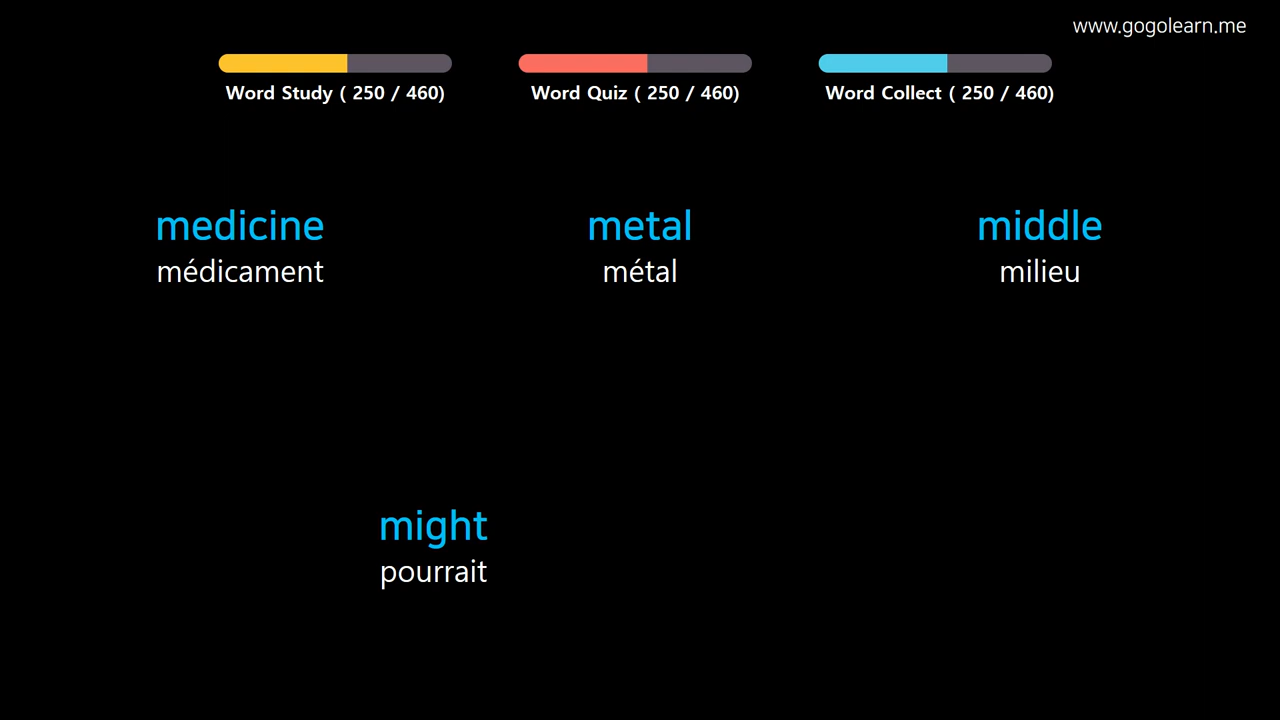 www.gogolearn.me
Word Study ( 250 / 460)
Word Quiz ( 250 / 460)
Word Collect ( 250 / 460)
medicine
médicament
metal
métal
middle
milieu
might
pourrait